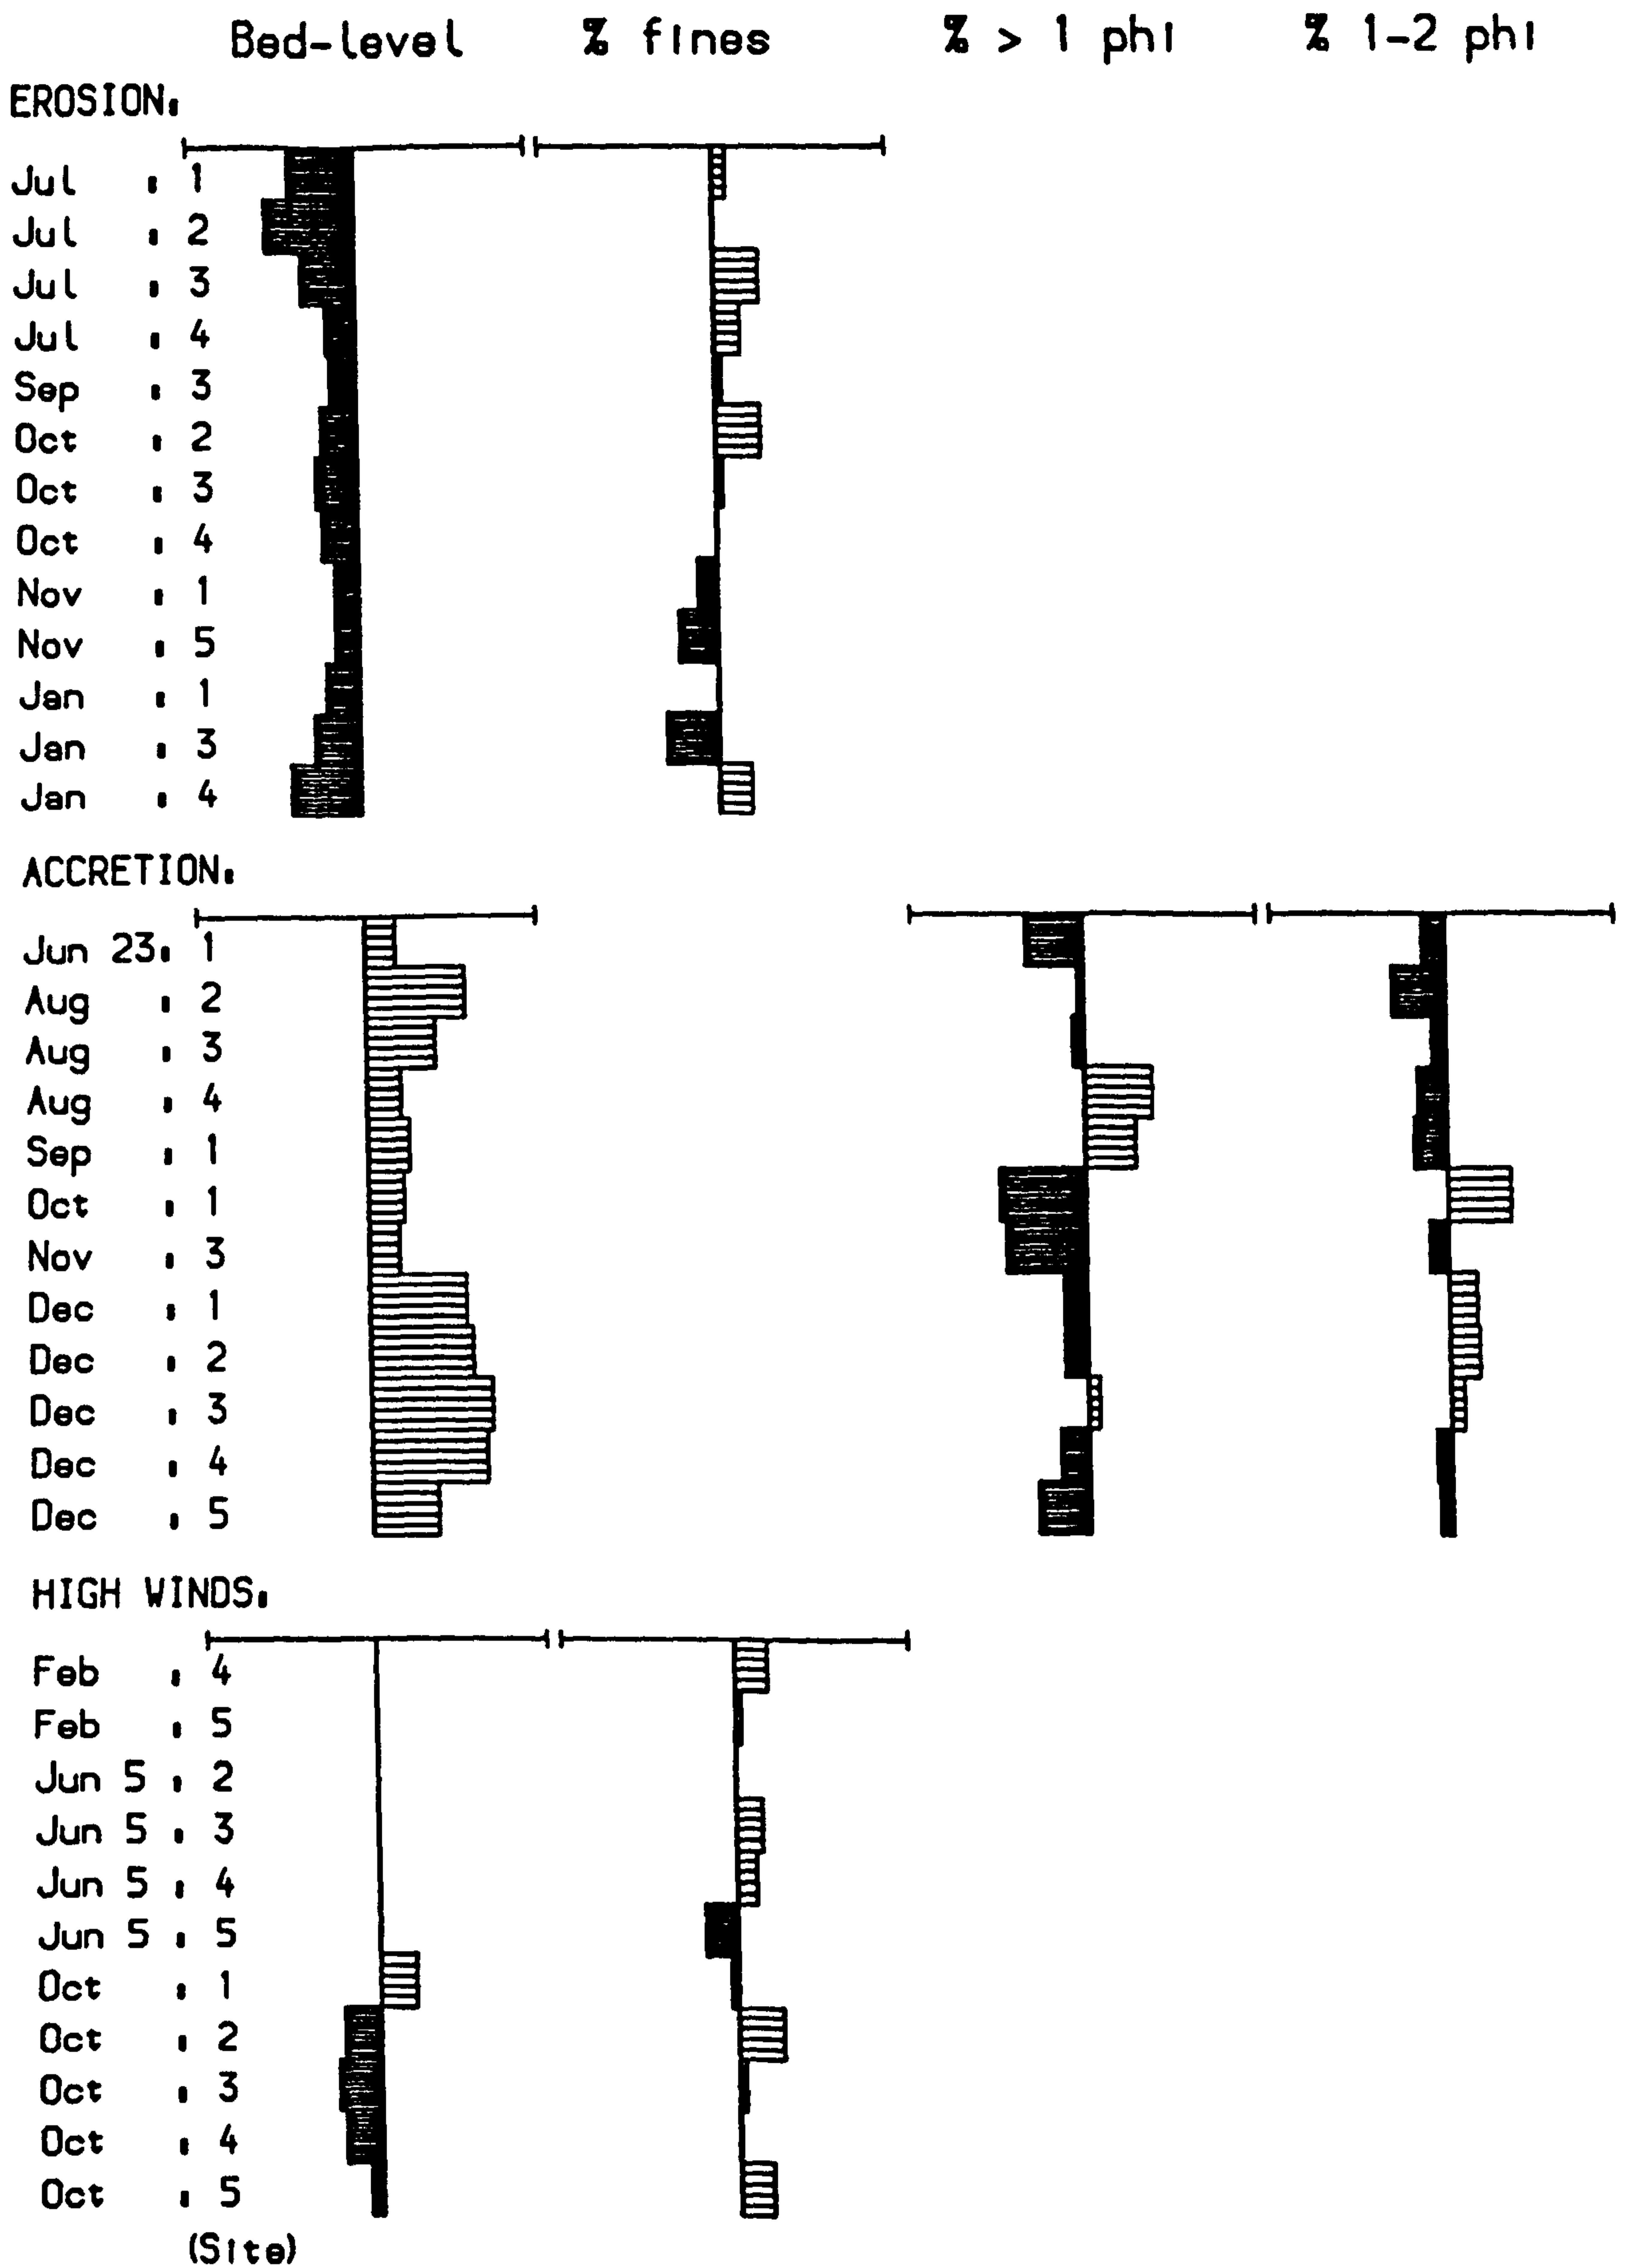 Bed-level % fines % > 1 phi % 1-2 phi
EROSION:
Jul : 1
Jul : 2
Jul : 3
Jul : 4
Sep : 3
Oct : 2
Oct : 3
Oct : 4
Nov : 1
Nov : 5
Jan : 1
Jan : 3
Jan : 4
ACCRETION:
Jun 23: 1
Aug : 2
Aug : 3
Aug : 4
Sep : 1
Oct : 1
Nov : 3
Dec : 1
Dec : 2
Dec : 3
Dec : 4
Dec : 5
HIGH WINDS:
Feb : 4
Feb : 5
Jun 5 : 2
Jun 5 : 3
Jun 5 : 4
Jun 5 : 5
Oct : 1
Oct : 2
Oct : 3
Oct : 4
Oct : 5
(Site)